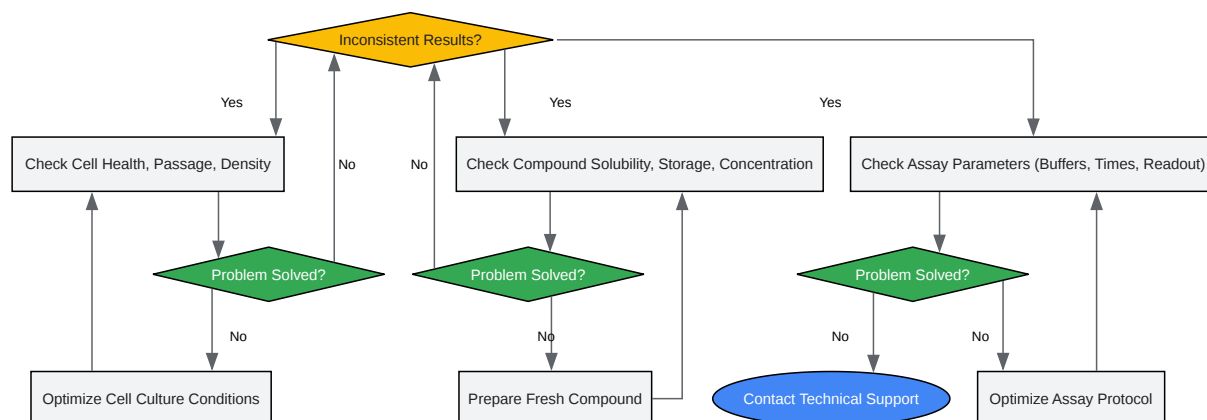 Inconsistent Results?
Yes
Yes
Yes
Check Cell Health, Passage, Density
No
No
Check Compound Solubility, Storage, Concentration
Check Assay Parameters (Buffers, Times, Readout)
Problem Solved?
Problem Solved?
Problem Solved?
No
No
No
No
Optimize Cell Culture Conditions
Prepare Fresh Compound
Contact Technical Support
Optimize Assay Protocol